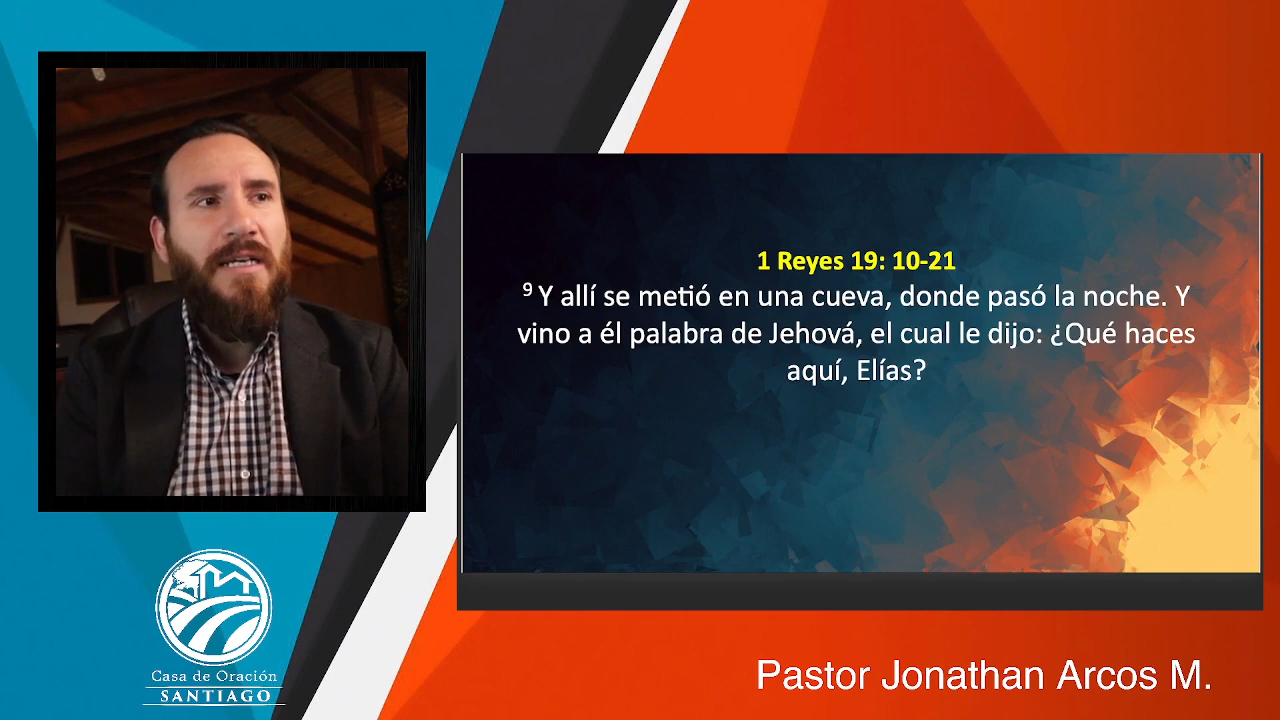 1 Reyes 19: 10-21
⁹ Y allí se metió en una cueva, donde pasó la noche. Y
vino a él palabra de Jehová, el cual le dijo: ¿Qué haces
aquí, Elías?
Casa de Oración
SANTIAGO
Pastor Jonathan Arcos M.